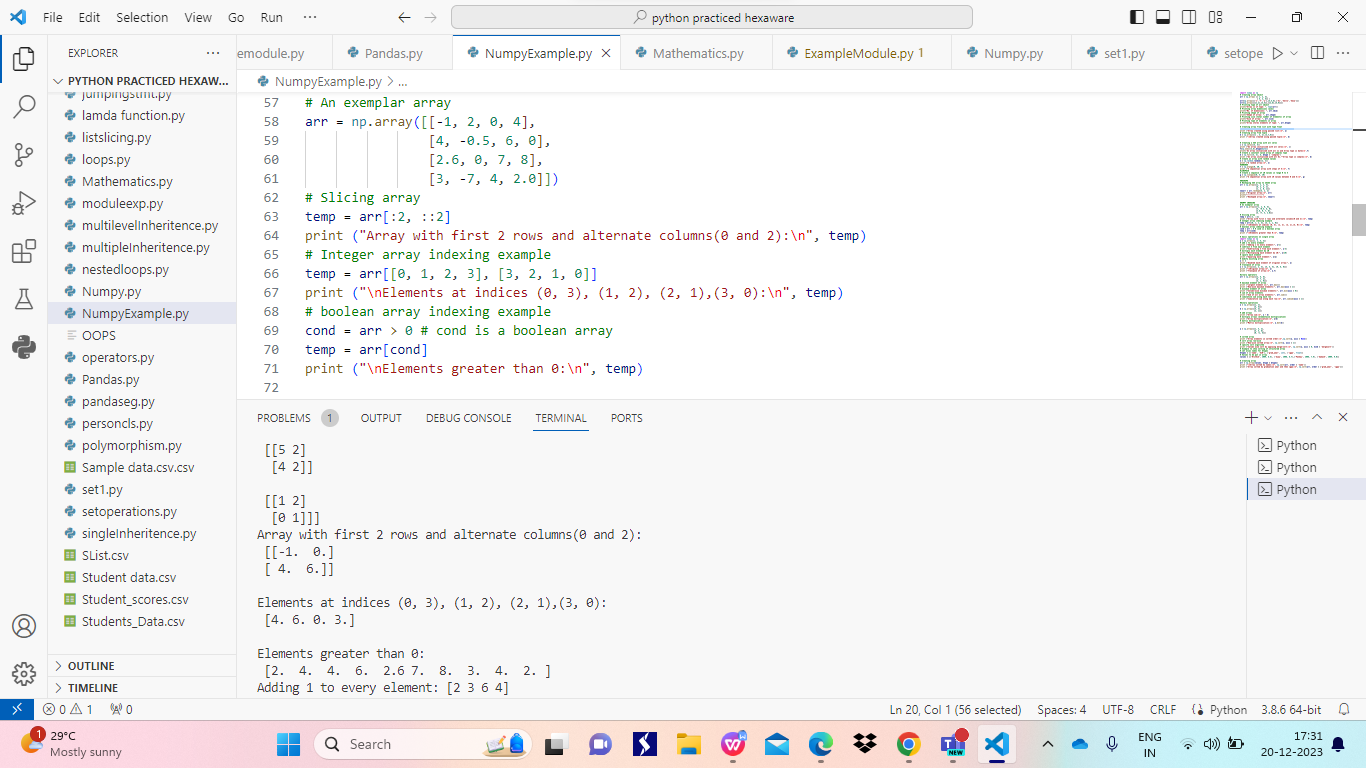 File Edit Selection View Go Run ··· python practiced hexaware
EXPLORER ···
emodule.py Pandas.py NumpyExample.py Mathematics.py ExampleModule.py 1 Numpy.py set1.py setope
PYTHON PRACTICED HEXAW...
NumpyExample.py > ...
jumpingstmt.py
lamda function.py
listslicing.py
loops.py
Mathematics.py
moduleexp.py
multilevelInheritence.py
multipleInheritence.py
nestedloops.py
Numpy.py
NumpyExample.py
OOPS
operators.py
Pandas.py
pandaseg.py
personcls.py
polymorphism.py
Sample data.csv.csv
set1.py
setoperations.py
singleInheritence.py
SList.csv
Student data.csv
Student_scores.csv
Students_Data.csv
OUTLINE
TIMELINE
57 # An exemplar array
58 arr = np.array([[-1, 2, 0, 4],
59 [4, -0.5, 6, 0],
60 [2.6, 0, 7, 8],
61 [3, -7, 4, 2.0]])
62 # Slicing array
63 temp = arr[:2, ::2]
64 print ("Array with first 2 rows and alternate columns(0 and 2):\n", temp)
65 # Integer array indexing example
66 temp = arr[[0, 1, 2, 3], [3, 2, 1, 0]]
67 print ("\nElements at indices (0, 3), (1, 2), (2, 1),(3, 0):\n", temp)
68 # boolean array indexing example
69 cond = arr > 0 # cond is a boolean array
70 temp = arr[cond]
71 print ("\nElements greater than 0:\n", temp)
72
PROBLEMS 1 OUTPUT DEBUG CONSOLE TERMINAL PORTS
[[5 2]
[4 2]]
[[1 2]
[0 1]]]
Array with first 2 rows and alternate columns(0 and 2):
[[-1. 0.]
[ 4. 6.]]
Elements at indices (0, 3), (1, 2), (2, 1),(3, 0):
[4. 6. 0. 3.]
Elements greater than 0:
[2. 4. 4. 6. 2.6 7. 8. 3. 4. 2. ]
Adding 1 to every element: [2 3 6 4]
Python
Python
Python
0 1 0 Ln 20, Col 1 (56 selected) Spaces: 4 UTF-8 CRLF Python 3.8.6 64-bit
1 29°C
Mostly sunny
Search
NEW
ENG
IN
17:31
20-12-2023